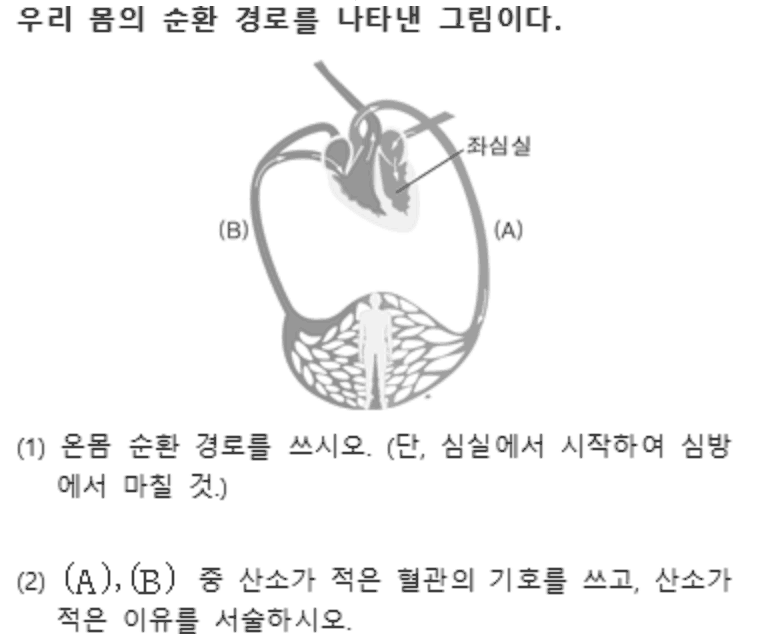 우리 몸의 순환 경로를 나타낸 그림이다.
좌심실
(B)
(A)
(1) 온몸 순환 경로를 쓰시오. (단, 심실에서 시작하여 심방
에서 마칠 것.)
(2) (A), (B) 중 산소가 적은 혈관의 기호를 쓰고, 산소가
적은 이유를 서술하시오.